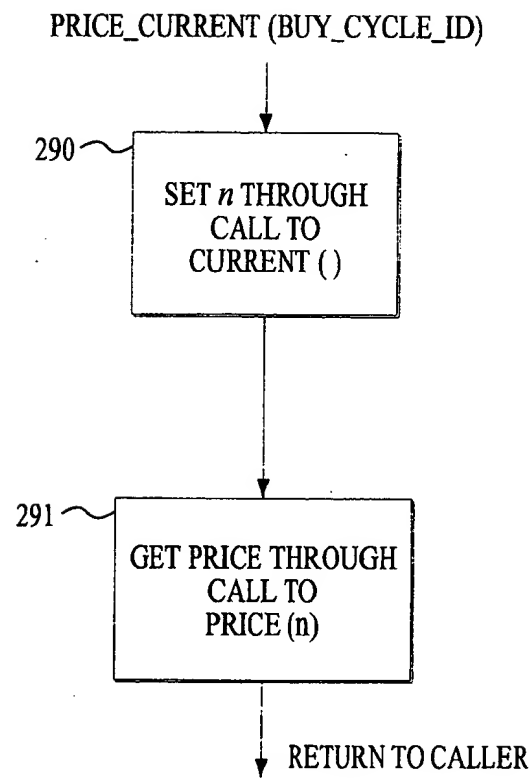 PRICE_CURRENT (BUY_CYCLE_ID)
290
SET n THROUGH
CALL TO
CURRENT ( )
291
GET PRICE THROUGH
CALL TO
PRICE (n)
RETURN TO CALLER